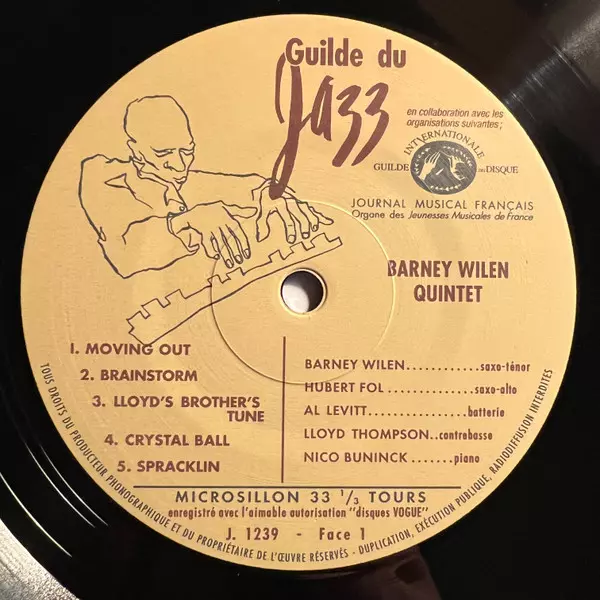 Guilde du
Jazz
en collaboration avec les
organisations suivantes;
INTERNATIONALE
GUILDE DU DISQUE
JOURNAL MUSICAL FRANÇAIS
Organe des Jeunesses Musicales de France
BARNEY WILEN
QUINTET
1. MOVING OUT
2. BRAINSTORM
3. LLOYD'S BROTHER'S
TUNE
4. CRYSTAL BALL
5. SPRACKLIN
BARNEY WILEN............saxo-ténor
HUBERT FOL..............saxo-alto
AL LEVITT................batterie
LLOYD THOMPSON..contrebasse
NICO BUNINCK.......piano
MICROSILLON 33 1/3 TOURS
enregistré avec l'aimable autorisation "disques VOGUE"
J. 1239 - Face 1
TOUS DROITS DU PRODUCTEUR PHONOGRAPHIQUE ET DU PROPRIÉTAIRE DE L'ŒUVRE RÉSERVÉS - DUPLICATION, EXÉCUTION PUBLIQUE, RADIODIFFUSION INTERDITES